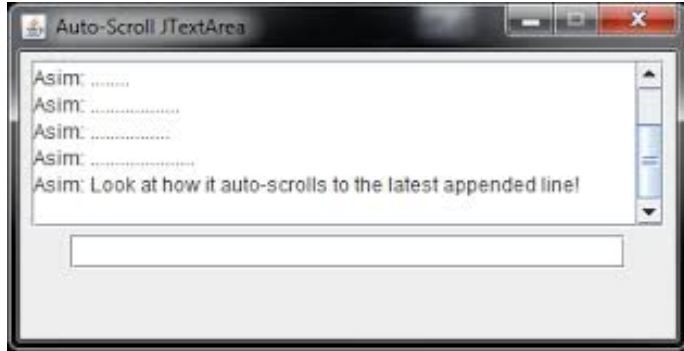 Auto-Scroll JTextArea
Asim: ........
Asim: ...................
Asim: .................
Asim: ......................
Asim: Look at how it auto-scrolls to the latest appended line!